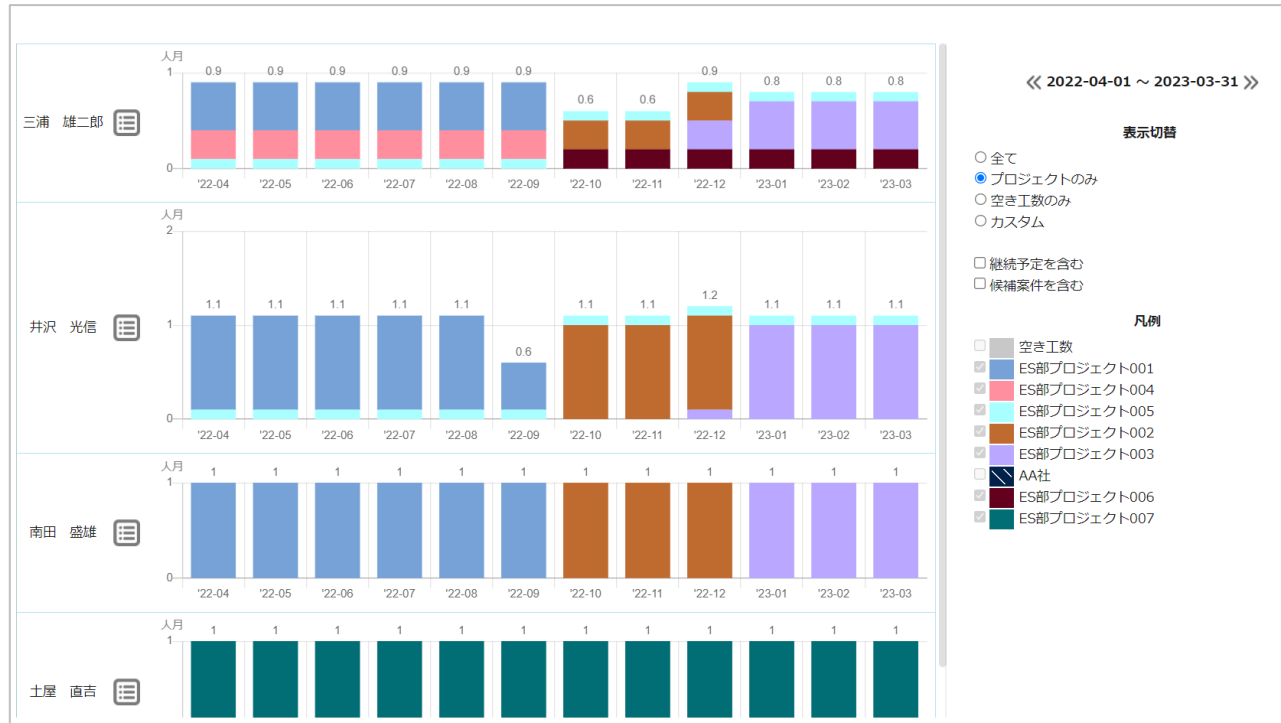 人月
1
0.9 0.9 0.9 0.9 0.9 0.9 0.6 0.6 0.9 0.8 0.8 0.8
三浦 雄二郎
0
'22-04 '22-05 '22-06 '22-07 '22-08 '22-09 '22-10 '22-11 '22-12 '23-01 '23-02 '23-03
人月
2
1.1 1.1 1.1 1.1 1.1 0.6 1.1 1.1 1.2 1.1 1.1 1.1
井沢 光信
1
0
'22-04 '22-05 '22-06 '22-07 '22-08 '22-09 '22-10 '22-11 '22-12 '23-01 '23-02 '23-03
人月
1 1 1 1 1 1 1 1 1 1 1 1
1
南田 盛雄
0
'22-04 '22-05 '22-06 '22-07 '22-08 '22-09 '22-10 '22-11 '22-12 '23-01 '23-02 '23-03
人月
1 1 1 1 1 1 1 1 1 1 1 1
1
土屋 直吉
2022-04-01 ～ 2023-03-31
表示切替
全て
プロジェクトのみ
空き工数のみ
カスタム
継続予定を含む
候補案件を含む
凡例
空き工数
ES部プロジェクト001
ES部プロジェクト004
ES部プロジェクト005
ES部プロジェクト002
ES部プロジェクト003
AA社
ES部プロジェクト006
ES部プロジェクト007